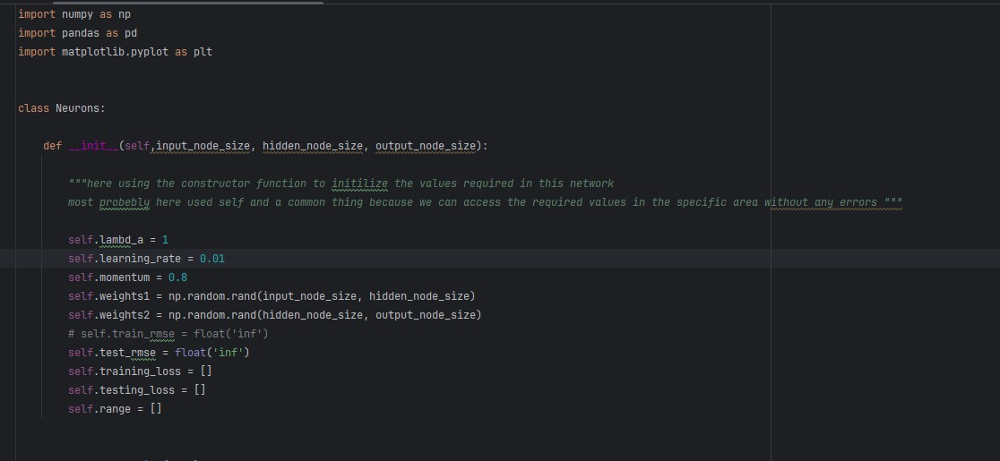 import numpy as np
import pandas as pd
import matplotlib.pyplot as plt
class Neurons:
def __init__(self,input_node_size, hidden_node_size, output_node_size):
"""here using the constructor function to initilize the values required in this network
most probebly here used self and a common thing because we can access the required values in the specific area without any errors """
self.lambd_a = 1
self.learning_rate = 0.01
self.momentum = 0.8
self.weights1 = np.random.rand(input_node_size, hidden_node_size)
self.weights2 = np.random.rand(hidden_node_size, output_node_size)
# self.train_rmse = float('inf')
self.test_rmse = float('inf')
self.training_loss = []
self.testing_loss = []
self.range = []